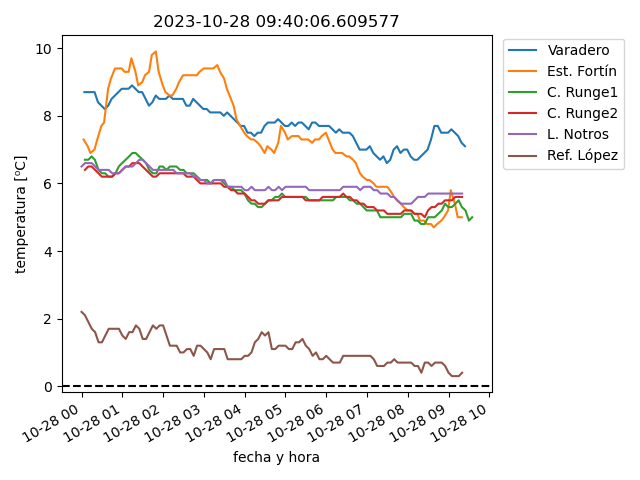 2023-10-28 09:40:06.609577
temperatura [°C]
10
8
6
4
2
0
10-28 00
10-28 01
10-28 02
10-28 03
10-28 04
10-28 05
10-28 06
10-28 07
10-28 08
10-28 09
10-28 10
fecha y hora
Varadero
Est. Fortín
C. Runge1
C. Runge2
L. Notros
Ref. López